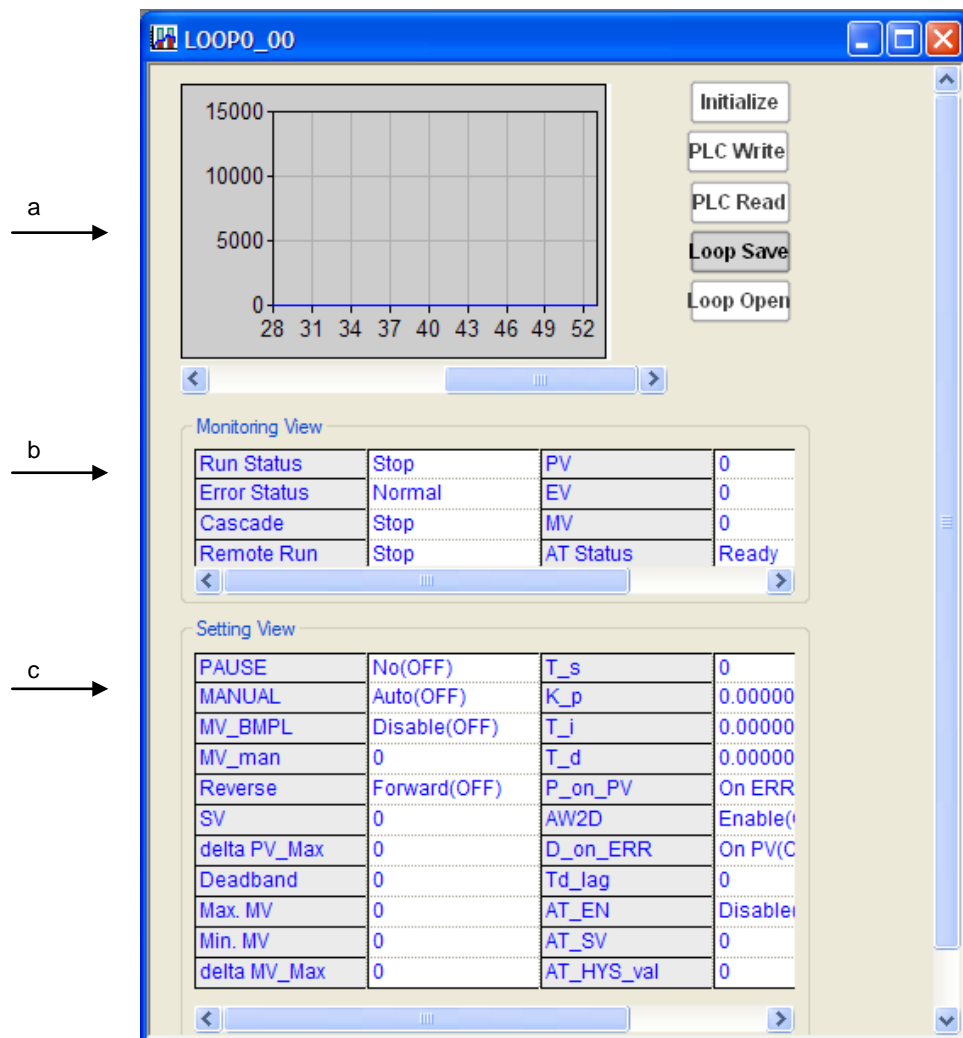 LOOP0_00
Initialize
15000
PLC Write
10000
a
PLC Read
5000
Loop Save
0
Loop Open
28 31 34 37 40 43 46 49 52
Monitoring View
b
Run Status Stop PV 0
Error Status Normal EV 0
Cascade Stop MV 0
Remote Run Stop AT Status Ready
Setting View
c
PAUSE No(OFF) T_s 0
MANUAL Auto(OFF) K_p 0.00000
MV_BMPL Disable(OFF) T_i 0.00000
MV_man 0 T_d 0.00000
Reverse Forward(OFF) P_on_PV On ERR
SV 0 AW2D Enable(
delta PV_Max 0 D_on_ERR On PV(O
Deadband 0 Td_lag 0
Max. MV 0 AT_EN Disable(
Min. MV 0 AT_SV 0
delta MV_Max 0 AT_HYS_val 0